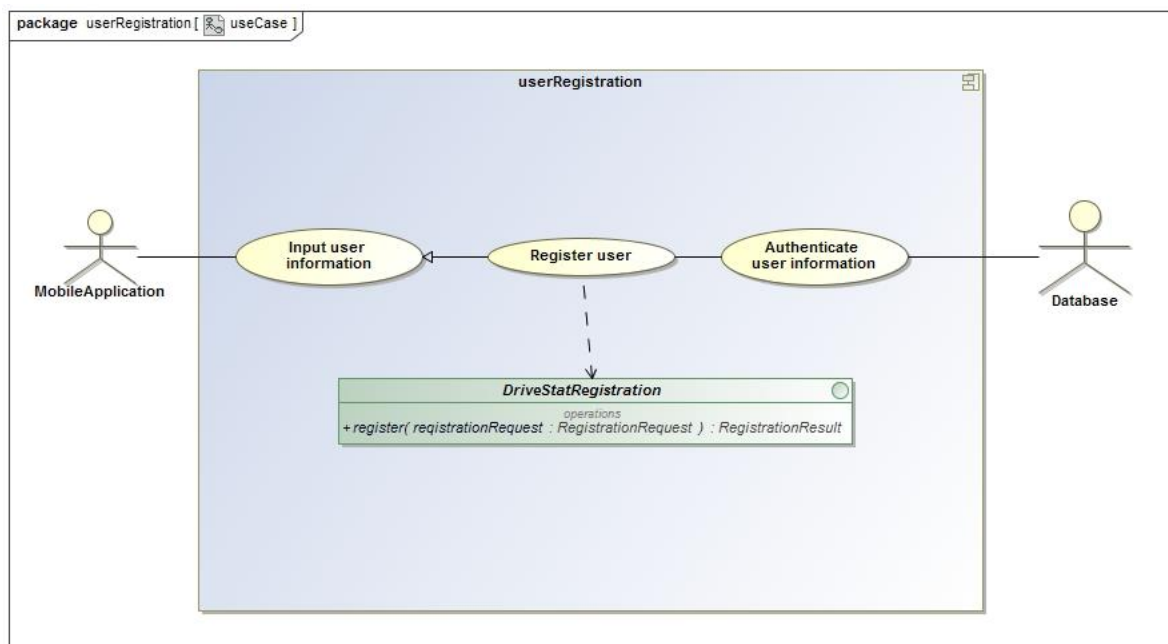 package userRegistration [ useCase ]
userRegistration
Input user
information
Register user
Authenticate
user information
MobileApplication
Database
DriveStatRegistration
operations
+register( registrationRequest : RegistrationRequest ) : RegistrationResult